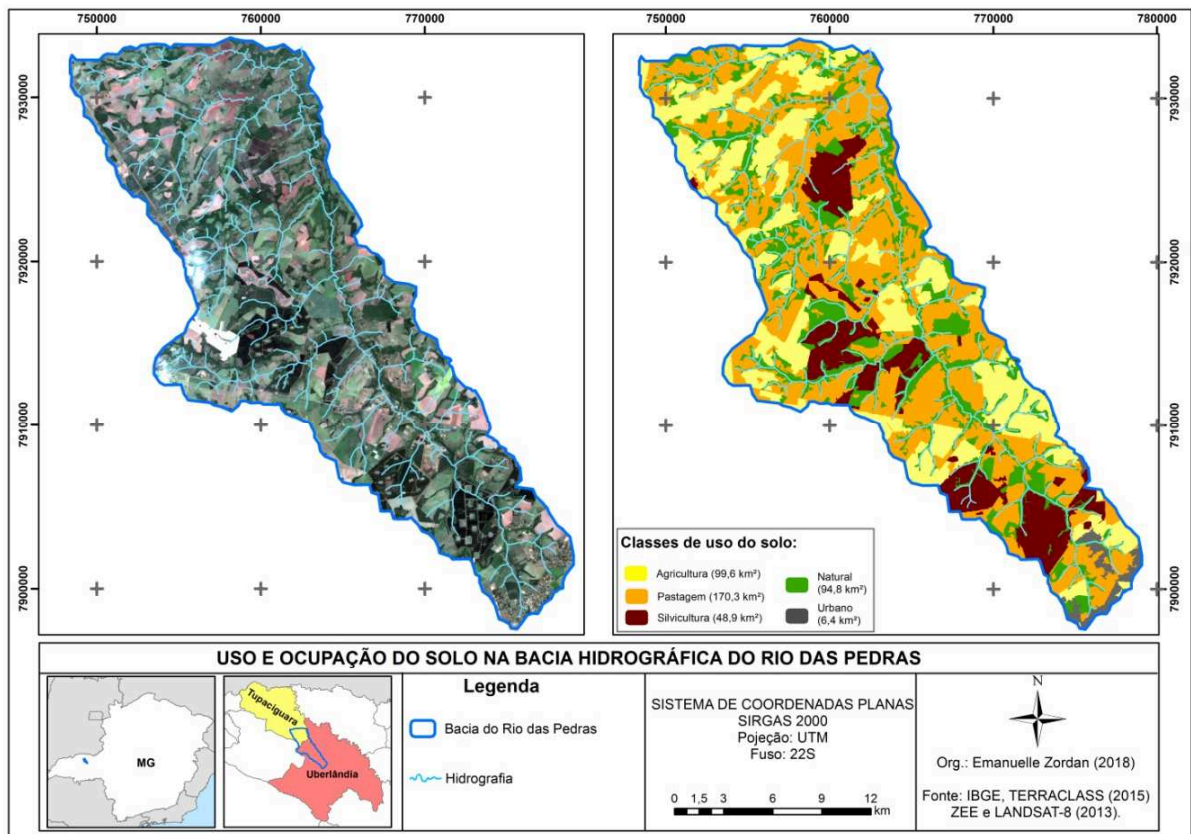 750000 760000 770000
750000 760000 770000 780000
7930000
7920000
7910000
7900000
7930000
7920000
7910000
7900000
Classes de uso do solo:
Agricultura (99,6 km²)
Pastagem (170,3 km²)
Silvicultura (48,9 km²)
Natural
(94,8 km²)
Urbano
(6,4 km²)
USO E OCUPAÇÃO DO SOLO NA BACIA HIDROGRÁFICA DO RIO DAS PEDRAS
MG
Tupaciguara
Uberlândia
Legenda
Bacia do Rio das Pedras
Hidrografia
SISTEMA DE COORDENADAS PLANAS
SIRGAS 2000
Pojeção: UTM
Fuso: 22S
0 1,5 3 6 9 12
km
N
Org.: Emanuelle Zordan (2018)
Fonte: IBGE, TERRACLASS (2015)
ZEE e LANDSAT-8 (2013).